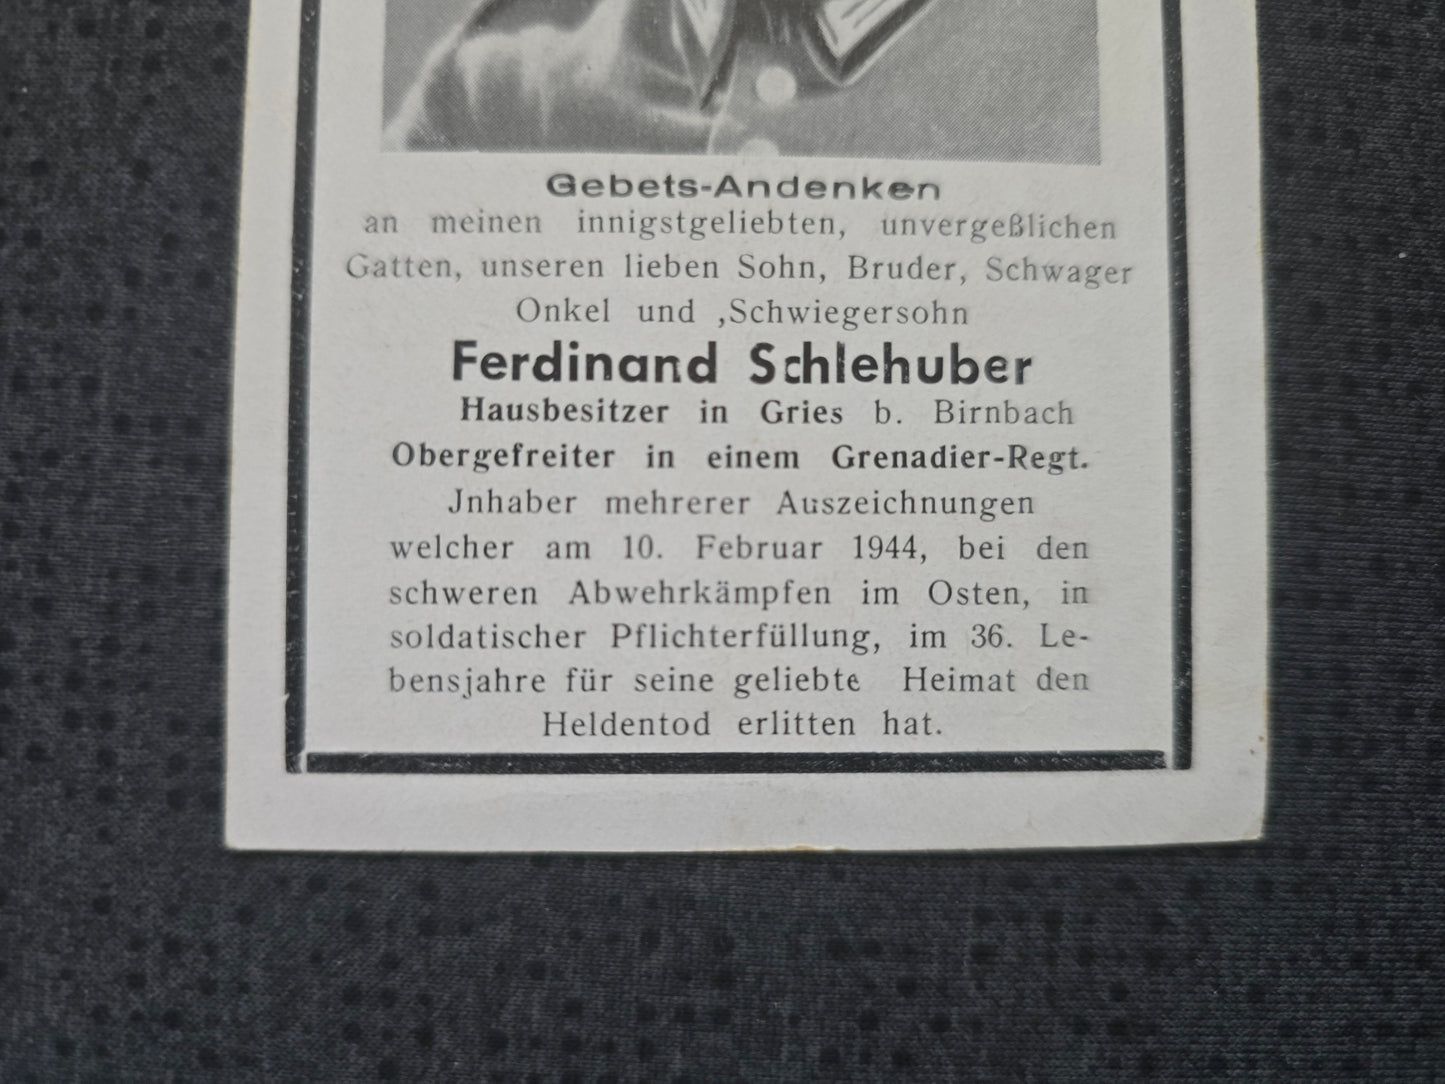 Gebets-Andenken
an meinen innigstgeliebten, unvergeßlichen
Gatten, unseren lieben Sohn, Bruder, Schwager
Onkel und ,Schwiegersohn
Ferdinand Schlehuber
Hausbesitzer in Gries b. Birnbach
Obergefreiter in einem Grenadier-Regt.
Jnhaber mehrerer Auszeichnungen
welcher am 10. Februar 1944, bei den
schweren Abwehrkämpfen im Osten, in
soldatischer Pflichterfüllung, im 36. Le-
bensjahre für seine geliebte Heimat den
Heldentod erlitten hat.